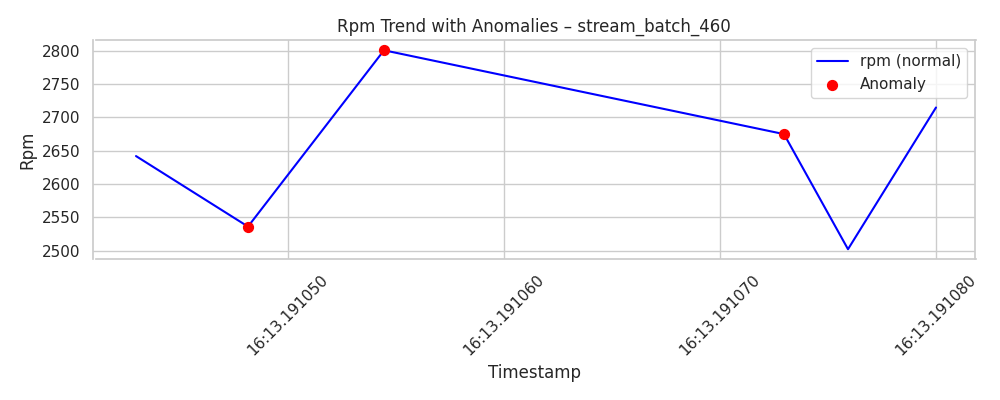 Rpm Trend with Anomalies – stream_batch_460
rpm (normal)
Anomaly
Rpm
2800
2750
2700
2650
2600
2550
2500
16:13.191050
16:13.191060
16:13.191070
16:13.191080
Timestamp